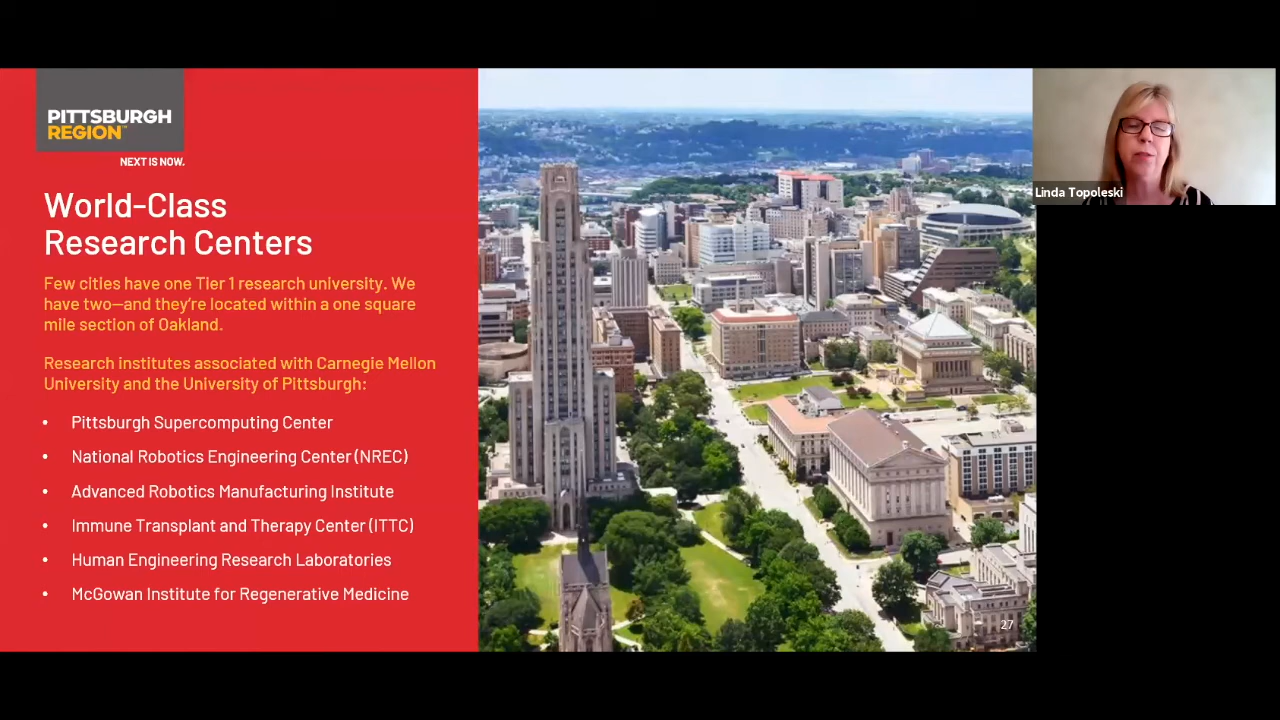 PITTSBURGH
REGION™
NEXT IS NOW.
World-Class
Research Centers
Few cities have one Tier 1 research university. We
have two—and they're located within a one square
mile section of Oakland.
Research institutes associated with Carnegie Mellon
University and the University of Pittsburgh:
• Pittsburgh Supercomputing Center
• National Robotics Engineering Center (NREC)
• Advanced Robotics Manufacturing Institute
• Immune Transplant and Therapy Center (ITTC)
• Human Engineering Research Laboratories
• McGowan Institute for Regenerative Medicine
27
Linda Topoleski